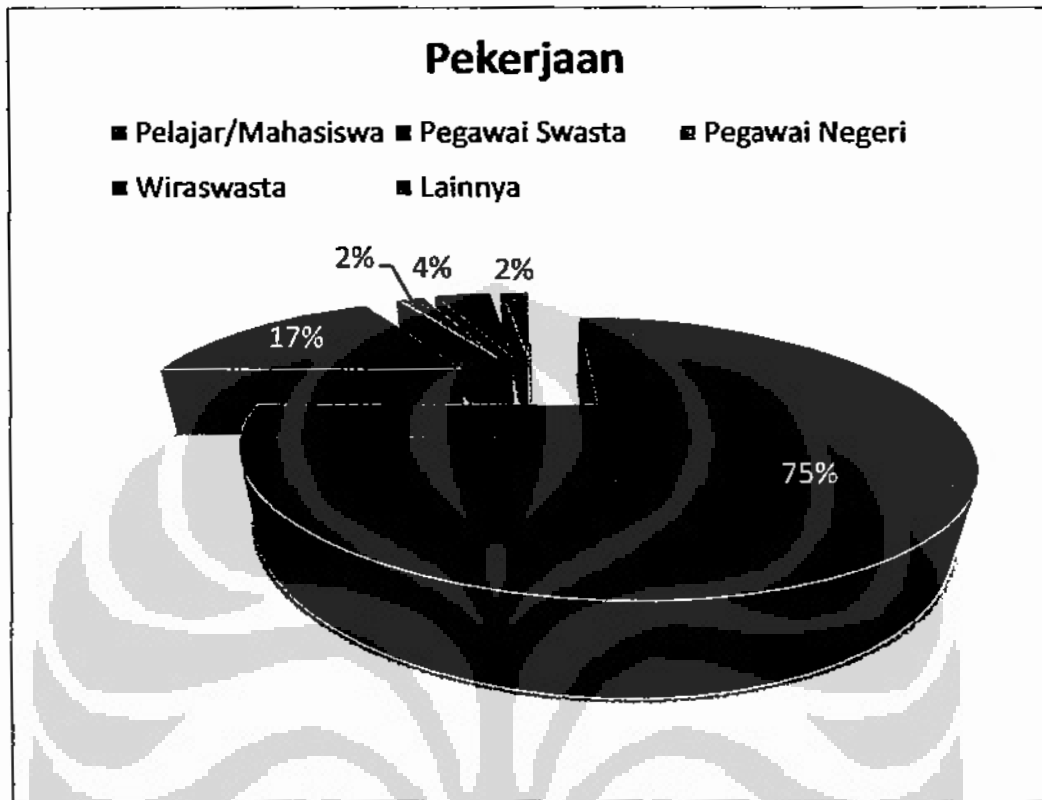 Pekerjaan
Pelajar/Mahasiswa Pegawai Swasta Pegawai Negeri
Wiraswasta Lainnya
2% 4% 2%
17%
75%